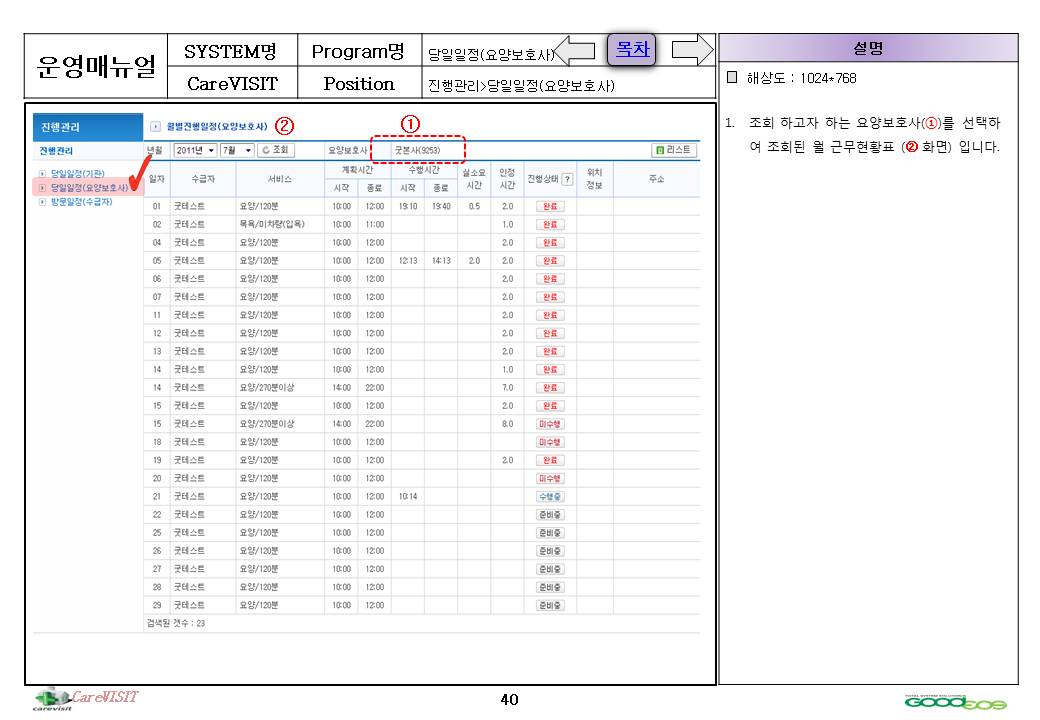 운영매뉴얼
SYSTEM명 Program명 당일일정(요양보호사) 목차
CareVISIT Position 진행관리>당일일정(요양보호사)
설명
해상도 : 1024*768
1. 조회 하고자 하는 요양보호사(①)를 선택하
여 조회된 월 근무현황표 (❷ 화면) 입니다.
진행관리
진행관리
당일일정(기관)
당일일정(요양보호사)
방문일정(수급자)
월별진행일정(요양보호사) ② ①
년월 2011년 7월 조회 요양보호사 굿본사(9253) 리스트
일자 수급자 서비스 계획시간 수행시간 실소요시간 인정시간 진행상태 ? 위치정보 주소
시작 종료 시작 종료
01 굿테스트 요양/120분 10:00 12:00 19:10 19:40 0.5 2.0 완료
02 굿테스트 목욕/미차량(입욕) 10:00 11:00 1.0 완료
04 굿테스트 요양/120분 10:00 12:00 2.0 완료
05 굿테스트 요양/120분 10:00 12:00 12:13 14:13 2.0 2.0 완료
06 굿테스트 요양/120분 10:00 12:00 2.0 완료
07 굿테스트 요양/120분 10:00 12:00 2.0 완료
11 굿테스트 요양/120분 10:00 12:00 2.0 완료
12 굿테스트 요양/120분 10:00 12:00 2.0 완료
13 굿테스트 요양/120분 10:00 12:00 2.0 완료
14 굿테스트 요양/120분 10:00 12:00 1.0 완료
14 굿테스트 요양/270분이상 14:00 22:00 7.0 완료
15 굿테스트 요양/120분 10:00 12:00 2.0 완료
15 굿테스트 요양/270분이상 14:00 22:00 8.0 미수행
18 굿테스트 요양/120분 10:00 12:00 미수행
19 굿테스트 요양/120분 10:00 12:00 2.0 완료
20 굿테스트 요양/120분 10:00 12:00 미수행
21 굿테스트 요양/120분 10:00 12:00 10:14 수행중
22 굿테스트 요양/120분 10:00 12:00 준비중
25 굿테스트 요양/120분 10:00 12:00 준비중
26 굿테스트 요양/120분 10:00 12:00 준비중
27 굿테스트 요양/120분 10:00 12:00 준비중
28 굿테스트 요양/120분 10:00 12:00 준비중
29 굿테스트 요양/120분 10:00 12:00 준비중
검색된 갯수 : 23
CareVISIT
carevisit
40
TOTAL SYSTEM SOLUTIONS
GOODEOS